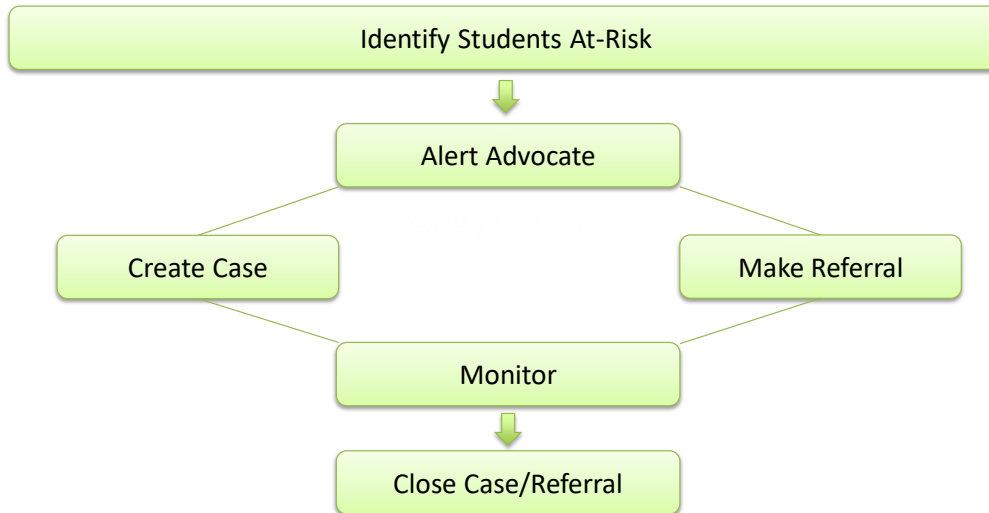 Identify Students At-Risk
Alert Advocate
Create Case
Make Referral
Monitor
Close Case/Referral